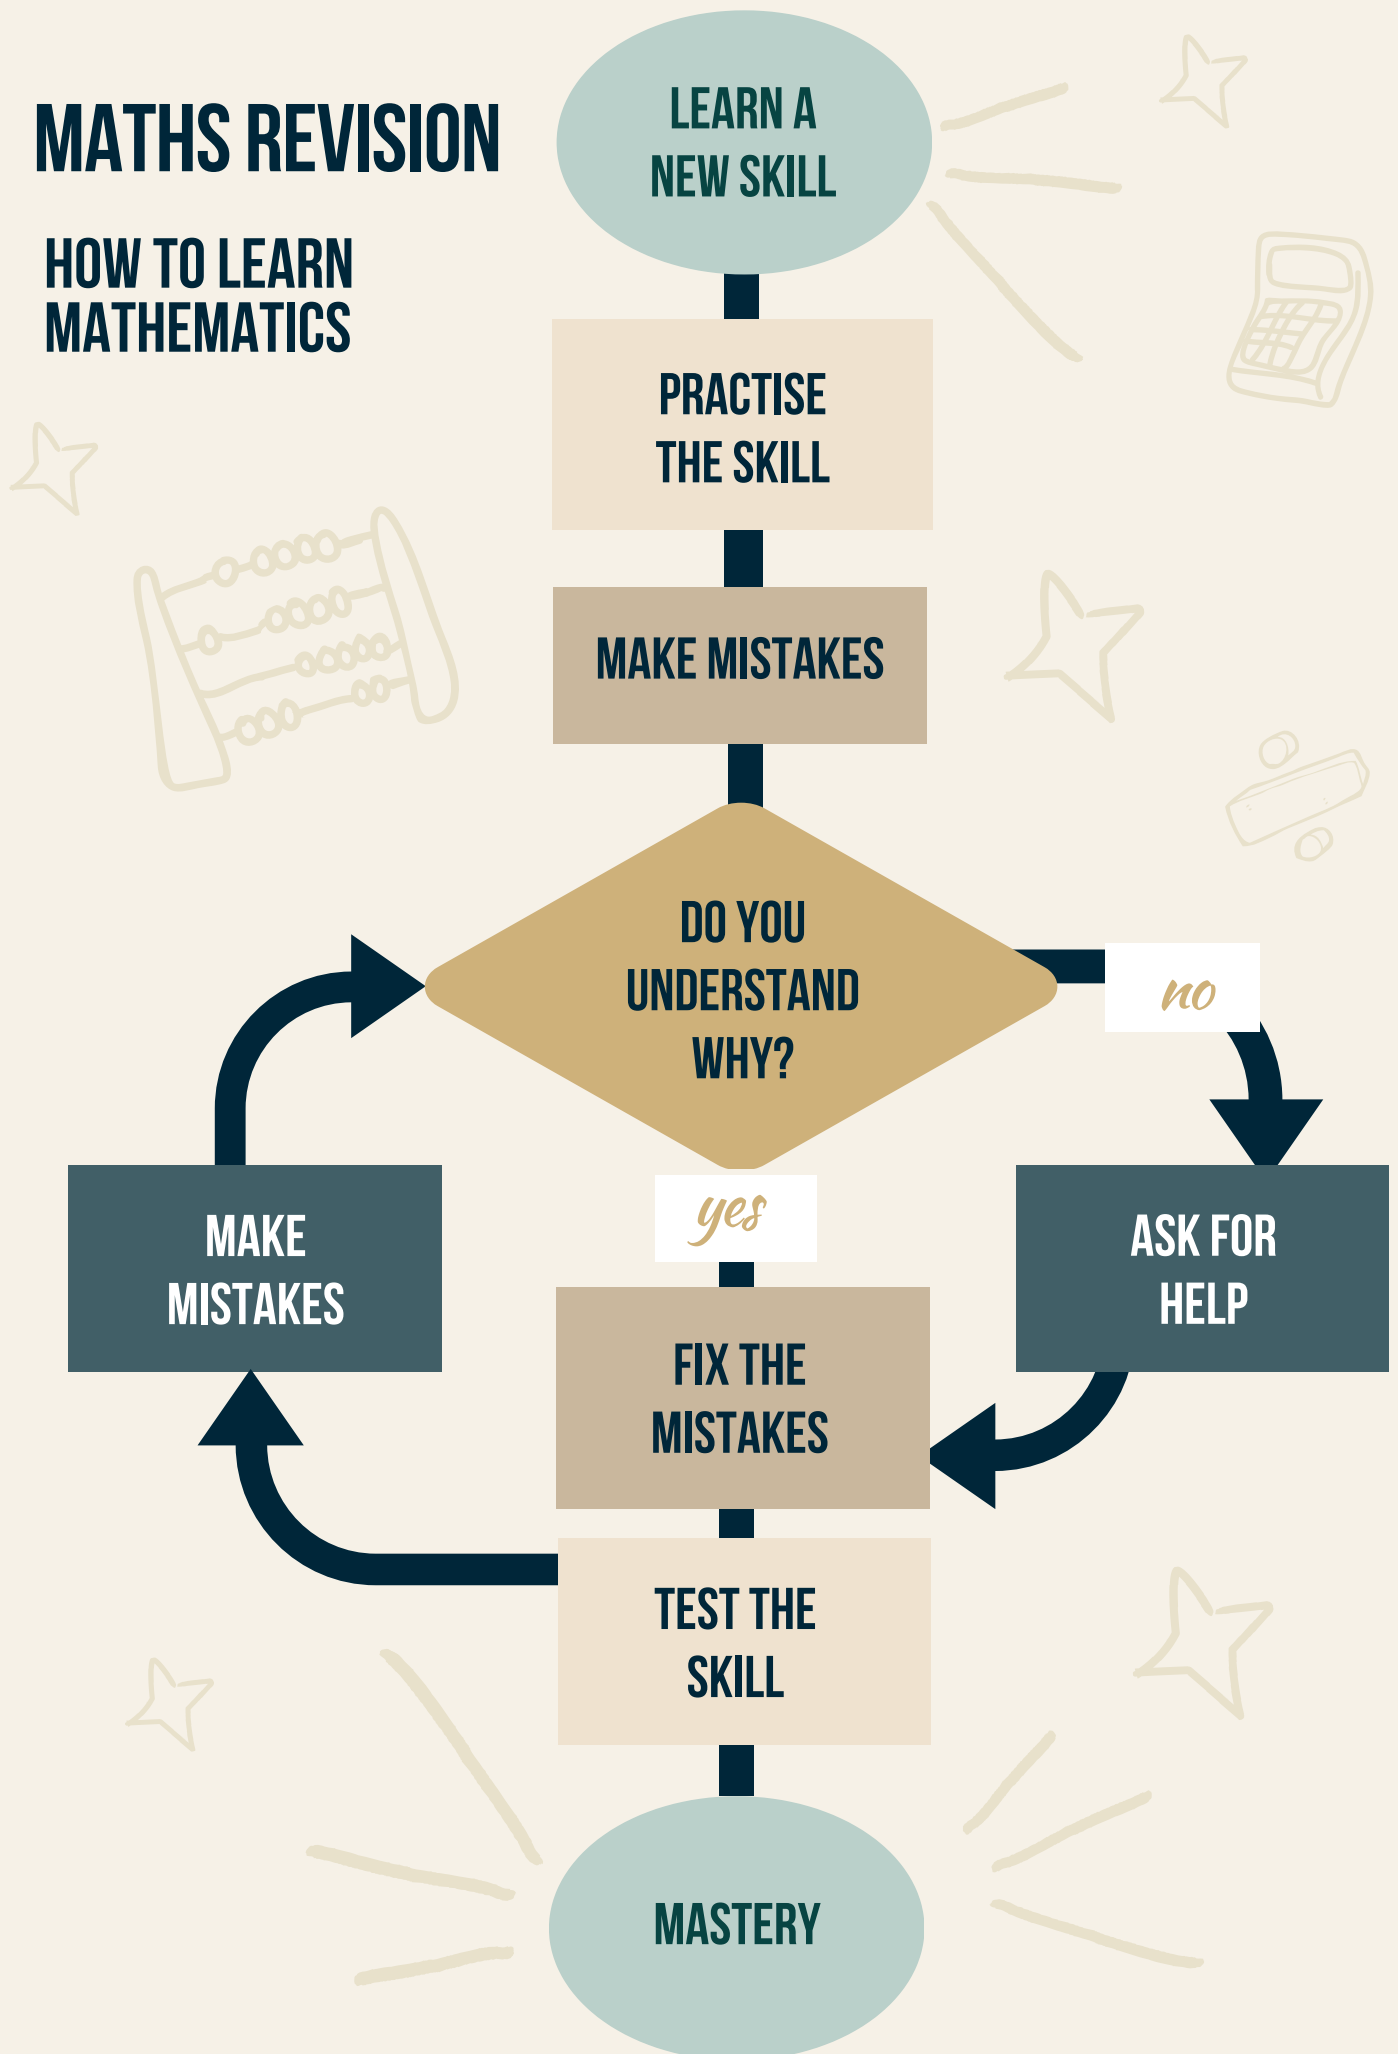 MATHS REVISION
HOW TO LEARN
MATHEMATICS
LEARN A
NEW SKILL
PRACTISE
THE SKILL
MAKE MISTAKES
DO YOU
UNDERSTAND
WHY?
no
yes
MAKE
MISTAKES
ASK FOR
HELP
FIX THE
MISTAKES
TEST THE
SKILL
MASTERY